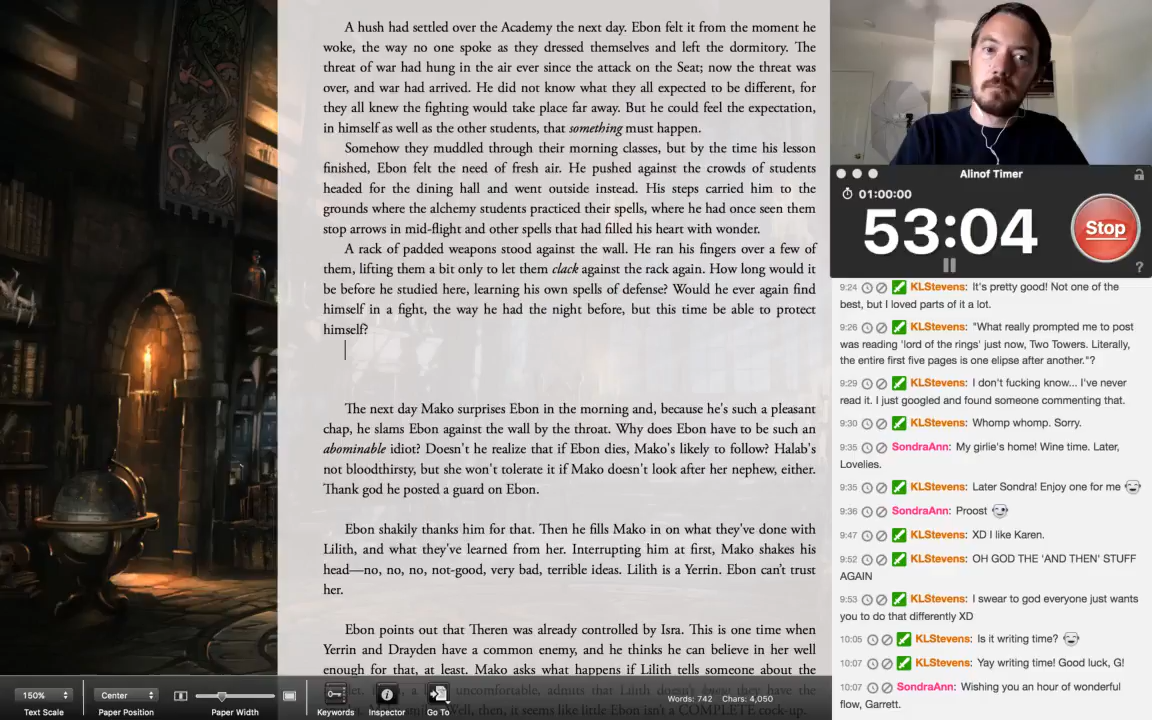 A hush had settled over the Academy the next day. Ebon felt it from the moment he
woke, the way no one spoke as they dressed themselves and left the dormitory. The
threat of war had hung in the air ever since the attack on the Seat; now the threat was
over, and war had arrived. He did not know what they all expected to be different, for
they all knew the fighting would take place far away. But he could feel the expectation,
in himself as well as the other students, that something must happen.
Somehow they muddled through their morning classes, but by the time his lesson
finished, Ebon felt the need of fresh air. He pushed against the crowds of students
headed for the dining hall and went outside instead. His steps carried him to the
grounds where the alchemy students practiced their spells, where he had once seen them
stop arrows in mid-flight and other spells that had filled his heart with wonder.
A rack of padded weapons stood against the wall. He ran his fingers over a few of
them, lifting them a bit only to let them clack against the rack again. How long would it
be before he studied here, learning his own spells of defense? Would he ever again find
himself in a fight, the way he had the night before, but this time be able to protect
himself?
The next day Mako surprises Ebon in the morning and, because he's such a pleasant
chap, he slams Ebon against the wall by the throat. Why does Ebon have to be such an
abominable idiot? Doesn't he realize that if Ebon dies, Mako's likely to follow? Halab's
not bloodthirsty, but she won't tolerate it if Mako doesn't look after her nephew, either.
Thank god he posted a guard on Ebon.
Ebon shakily thanks him for that. Then he fills Mako in on what they've done with
Lilith, and what they've learned from her. Interrupting him at first, Mako shakes his
head—no, no, no, not-good, very bad, terrible ideas. Lilith is a Yerrin. Ebon can't trust
her.
Ebon points out that Theren was already controlled by Isra. This is one time when
Yerrin and Drayden have a common enemy, and he thinks he can believe in her well
enough for that, at least. Mako asks what happens if Lilith tells someone about the
uncomfortable, admits that Lilith doesn't know they have the
Well, then, it seems like little Ebon isn't a COMPLETE cock-up.
150%
Text Scale
Center
Paper Position
Paper Width
Keywords
Inspector
Go To
Words: 742 Chars: 4,050
Alinof Timer
01:00:00
53:04
Stop
?
9:24 KLStevens: It's pretty good! Not one of the
best, but I loved parts of it a lot.
9:26 KLStevens: "What really prompted me to post
was reading 'lord of the rings' just now, Two Towers. Literally,
the entire first five pages is one elipse after another."?
9:29 KLStevens: I don't fucking know... I've never
read it. I just googled and found someone commenting that.
9:30 KLStevens: Whomp whomp. Sorry.
9:35 SondraAnn: My girlie's home! Wine time. Later,
Lovelies.
9:35 KLStevens: Later Sondra! Enjoy one for me
9:36 SondraAnn: Proost
9:47 KLStevens: XD I like Karen.
9:52 KLStevens: OH GOD THE 'AND THEN' STUFF
AGAIN
9:53 KLStevens: I swear to god everyone just wants
you to do that differently XD
10:05 KLStevens: Is it writing time?
10:07 KLStevens: Yay writing time! Good luck, G!
10:07 SondraAnn: Wishing you an hour of wonderful
flow, Garrett.